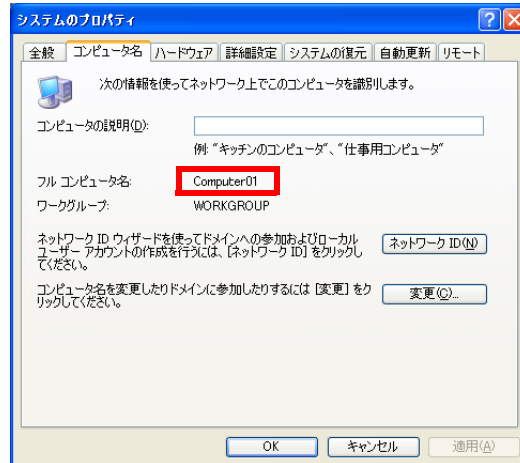 システムのプロパティ
全般 コンピュータ名 ハードウェア 詳細設定 システムの復元 自動更新 リモート
次の情報を使ってネットワーク上でこのコンピュータを識別します。
コンピュータの説明(D):
例: "キッチンのコンピュータ"、"仕事用コンピュータ"
フル コンピュータ名: Computer01
ワークグループ: WORKGROUP
ネットワーク ID ウィザードを使ってドメインへの参加およびローカル
ユーザー アカウントの作成を行うには、[ネットワーク ID] をクリックし
てください。
ネットワーク ID(N)
コンピュータ名を変更したりドメインに参加したりするには [変更] をク
リックしてください。
変更(C)...
OK キャンセル 適用(A)